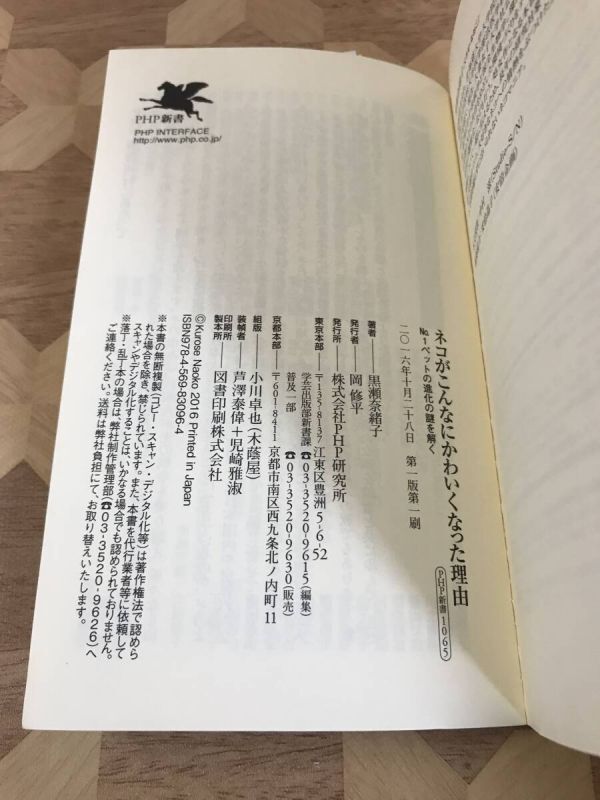 ネコがこんなにかわいくなった理由
No.1ペットの進化の謎を解く
PHP新書 1065
二〇一六年十月二十八日 第一版第一刷
著者 黒瀬奈緒子
発行者 岡 修平
発行所 株式会社PHP研究所
東京本部 〒135-8137 江東区豊洲5-6-52
学芸出版部新書課 ☎03-3520-9615(編集)
普及一部 ☎03-3520-9630(販売)
京都本部 〒601-8411 京都市南区西九条北ノ内町11
組版 小川卓也(木蔭屋)
装幀者 芦澤泰偉+児崎雅淑
印刷所
製本所 図書印刷株式会社
©Kurose Naoko 2016 Printed in Japan
ISBN978-4-569-83096-4
※本書の無断複製(コピー・スキャン・デジタル化等)は著作権法で認めら
れた場合を除き、禁じられています。また、本書を代行業者等に依頼して
スキャンやデジタル化することは、いかなる場合でも認められておりません。
※落丁・乱丁本の場合は、弊社制作管理部(☎03-3520-9626)へ
ご連絡ください。送料は弊社負担にて、お取り替えいたします。
PHP新書
PHP INTERFACE
http://www.php.co.jp/